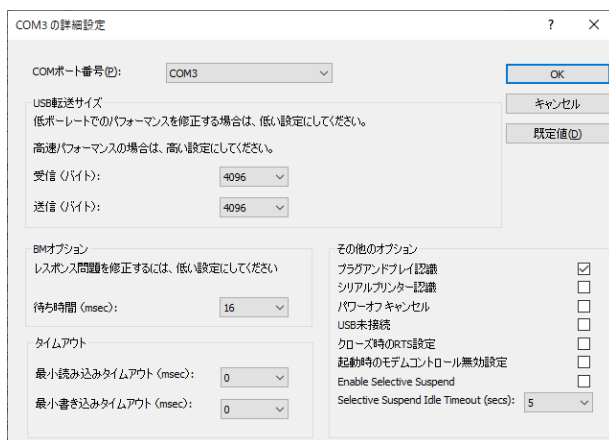 COM3 の詳細設定
? ×
COMポート番号(P):
COM3
OK
キャンセル
既定値(D)
USB転送サイズ
低ボーレートでのパフォーマンスを修正する場合は、低い設定にしてください。
高速パフォーマンスの場合は、高い設定にしてください。
受信 (バイト):
4096
送信 (バイト):
4096
BMオプション
レスポンス問題を修正するには、低い設定にしてください
待ち時間 (msec):
16
タイムアウト
最小読み込みタイムアウト (msec):
0
最小書き込みタイムアウト (msec):
0
その他のオプション
プラグアンドプレイ認識
シリアルプリンター認識
パワーオフ キャンセル
USB未接続
クローズ時のRTS設定
起動時のモデムコントロール無効設定
Enable Selective Suspend
Selective Suspend Idle Timeout (secs):
5